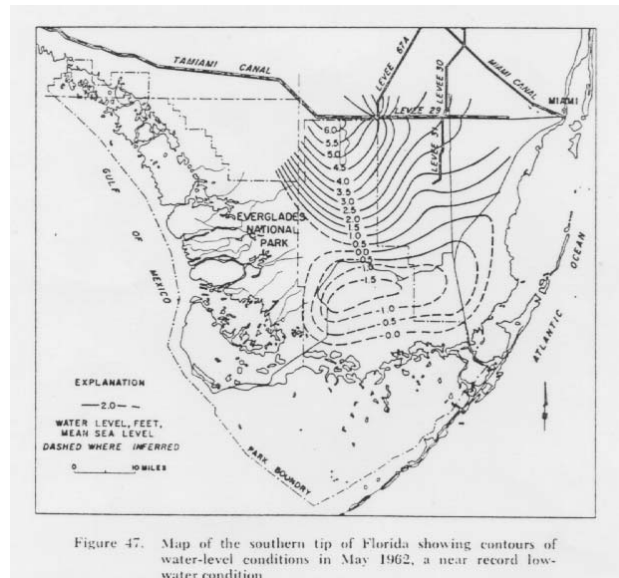 TAMIAMI CANAL
LEVEE 67A
LEVEE 30
MIAMI CANAL
MIAMI
LEVEE 29
LEVEE 31
6.0
5.5
5.0
4.5
4.0
3.5
3.0
2.5
2.0
1.5
1.0
0.5
0.0
-0.5
-1.0
-1.5
-1.0
-0.5
0.0
GULF
OF
MEXICO
EVERGLADES
NATIONAL
PARK
ATLANTIC
OCEAN
EXPLANATION
2.0
WATER LEVEL, FEET,
MEAN SEA LEVEL
DASHED WHERE INFERRED
0 10 MILES
PARK BOUNDRY
Figure 47. Map of the southern tip of Florida showing contours of
water-level conditions in May 1962, a near record low-
water condition